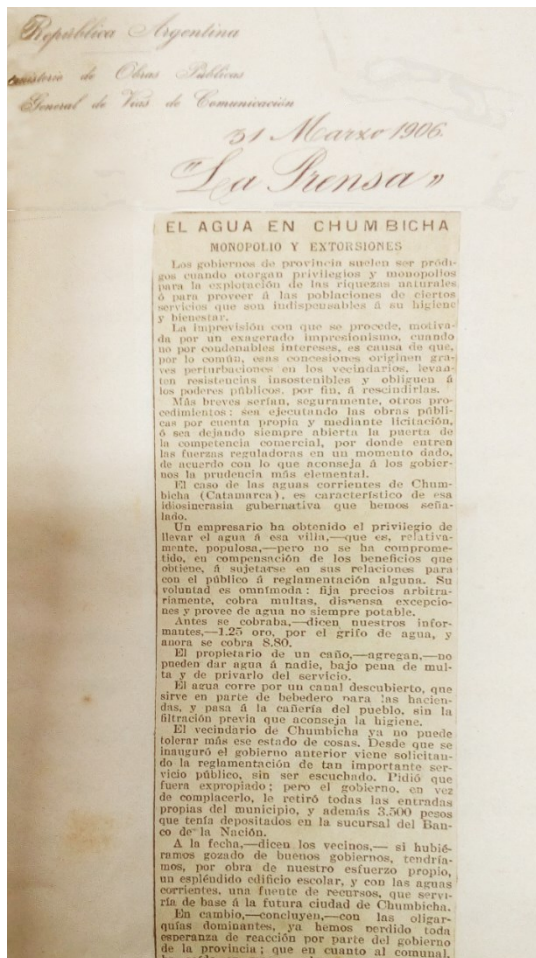 República Argentina
Ministerio de Obras Públicas
General de Vias de Comunicación
31 Marzo 1906.
"La Prensa"
EL AGUA EN CHUMBICHA
MONOPOLIO Y EXTORSIONES
Los gobiernos de provincia suelen ser pródi-
gos cuando otorgan privilegios y monopolios
para la explotación de las riquezas naturales
ó para proveer á las poblaciones de ciertos
servicios que son indispensables á su higiene
y bienestar.
La imprevisión con que se procede, motiva-
da por un exagerado impresionismo, cuando
no por condenables intereses, es causa de que,
por lo común, esas concesiones originen gra-
ves perturbaciones en los vecindarios, levan-
ten resistencias insostenibles y obliguen á
los poderes públicos, por fin, á rescindirlas.
Más breves serían, seguramente, otros pro-
cedimientos: sea ejecutando las obras públi-
cas por cuenta propia y mediante licitación,
ó sea dejando siempre abierta la puerta de
la competencia comercial, por donde entren
las fuerzas reguladoras en un momento dado,
de acuerdo con lo que aconseja á los gobier-
nos la prudencia más elemental.
El caso de las aguas corrientes de Chum-
bicha (Catamarca), es característico de esa
idiosincrasia gubernativa que hemos seña-
lado.
Un empresario ha obtenido el privilegio de
llevar el agua á esa villa,—que es, relativa-
mente, populosa,—pero no se ha comprome-
tido, en compensación de los beneficios que
obtiene, á sujetarse en sus relaciones para
con el público á reglamentación alguna. Su
voluntad es omnímoda: fija precios arbitra-
riamente, cobra multas, dispensa excepcio-
nes y provee de agua no siempre potable.
Antes se cobraba,—dicen nuestros infor-
mantes,—1.25 oro, por el grifo de agua, y
ahora se cobra 8.80.
El propietario de un caño,—agregan,—no
pueden dar agua á nadie, bajo pena de mul-
ta y de privarlo del servicio.
El agua corre por un canal descubierto, que
sirve en parte de bebedero para las hacien-
das, y pasa á la cañería del pueblo, sin la
filtración previa que aconseja la higiene.
El vecindario de Chumbicha ya no puede
tolerar más ese estado de cosas. Desde que se
inauguró el gobierno anterior viene solicitan-
do la reglamentación de tan importante ser-
vicio público, sin ser escuchado. Pidió que
fuera expropiado; pero el gobierno, en vez
de complacerlo, le retiró todas las entradas
propias del municipio, y además 3.500 pesos
que tenía depositados en la sucursal del Ban-
co de la Nación.
A la fecha,—dicen los vecinos,— si hubié-
ramos gozado de buenos gobiernos, tendría-
mos, por obra de nuestro esfuerzo propio,
un espléndido edificio escolar, y con las aguas
corrientes, una fuente de recursos, que servi-
ría de base á la futura ciudad de Chumbicha.
En cambio,—concluyen,—con las oligar-
quías dominantes, ya hemos perdido toda
esperanza de reacción por parte del gobierno
de la provincia; que en cuanto al comunal,